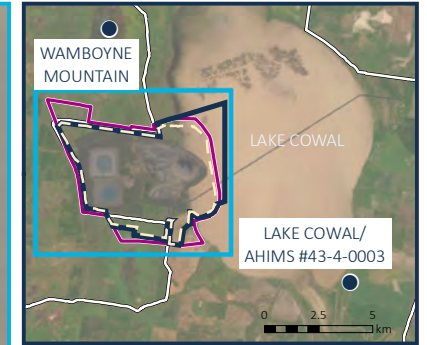 WAMBOYNE
MOUNTAIN
LAKE COWAL
LAKE COWAL/
AHIMS #43-4-0003
0 2.5 5
km